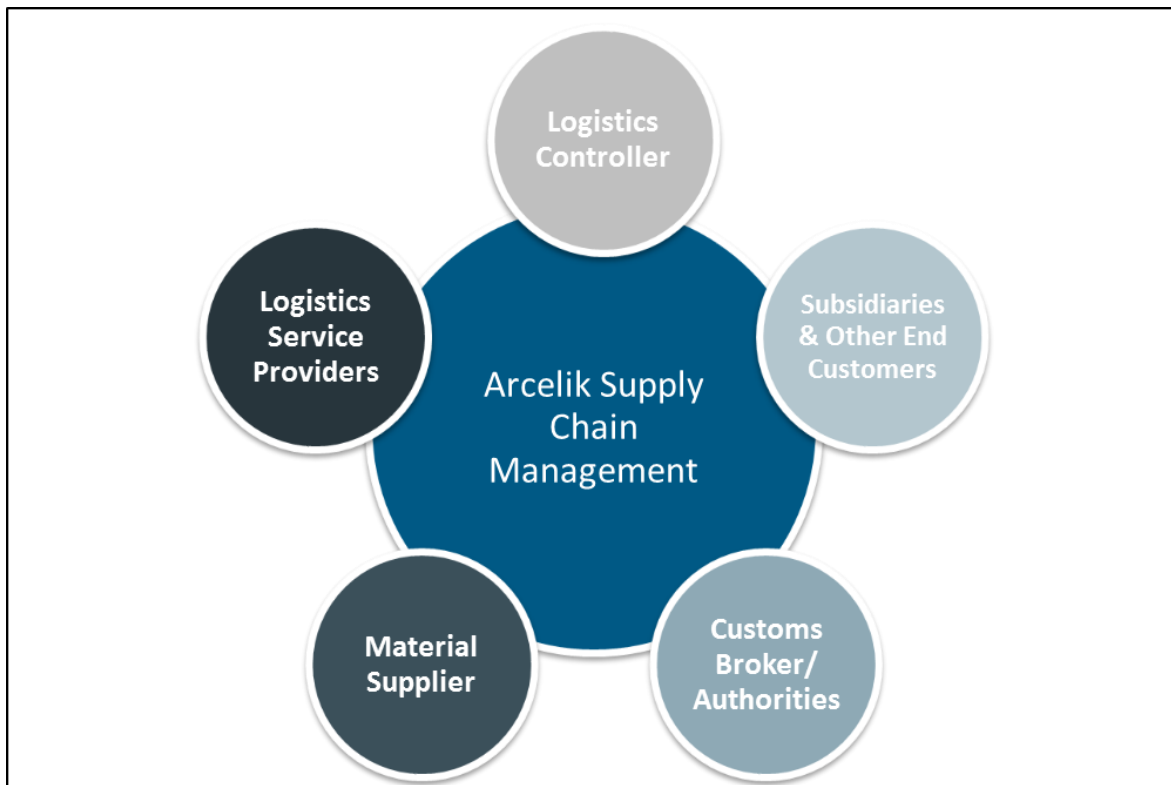 Logistics
Controller
Logistics
Service
Providers
Subsidiaries
& Other End
Customers
Arcelik Supply
Chain
Management
Material
Supplier
Customs
Broker/
Authorities